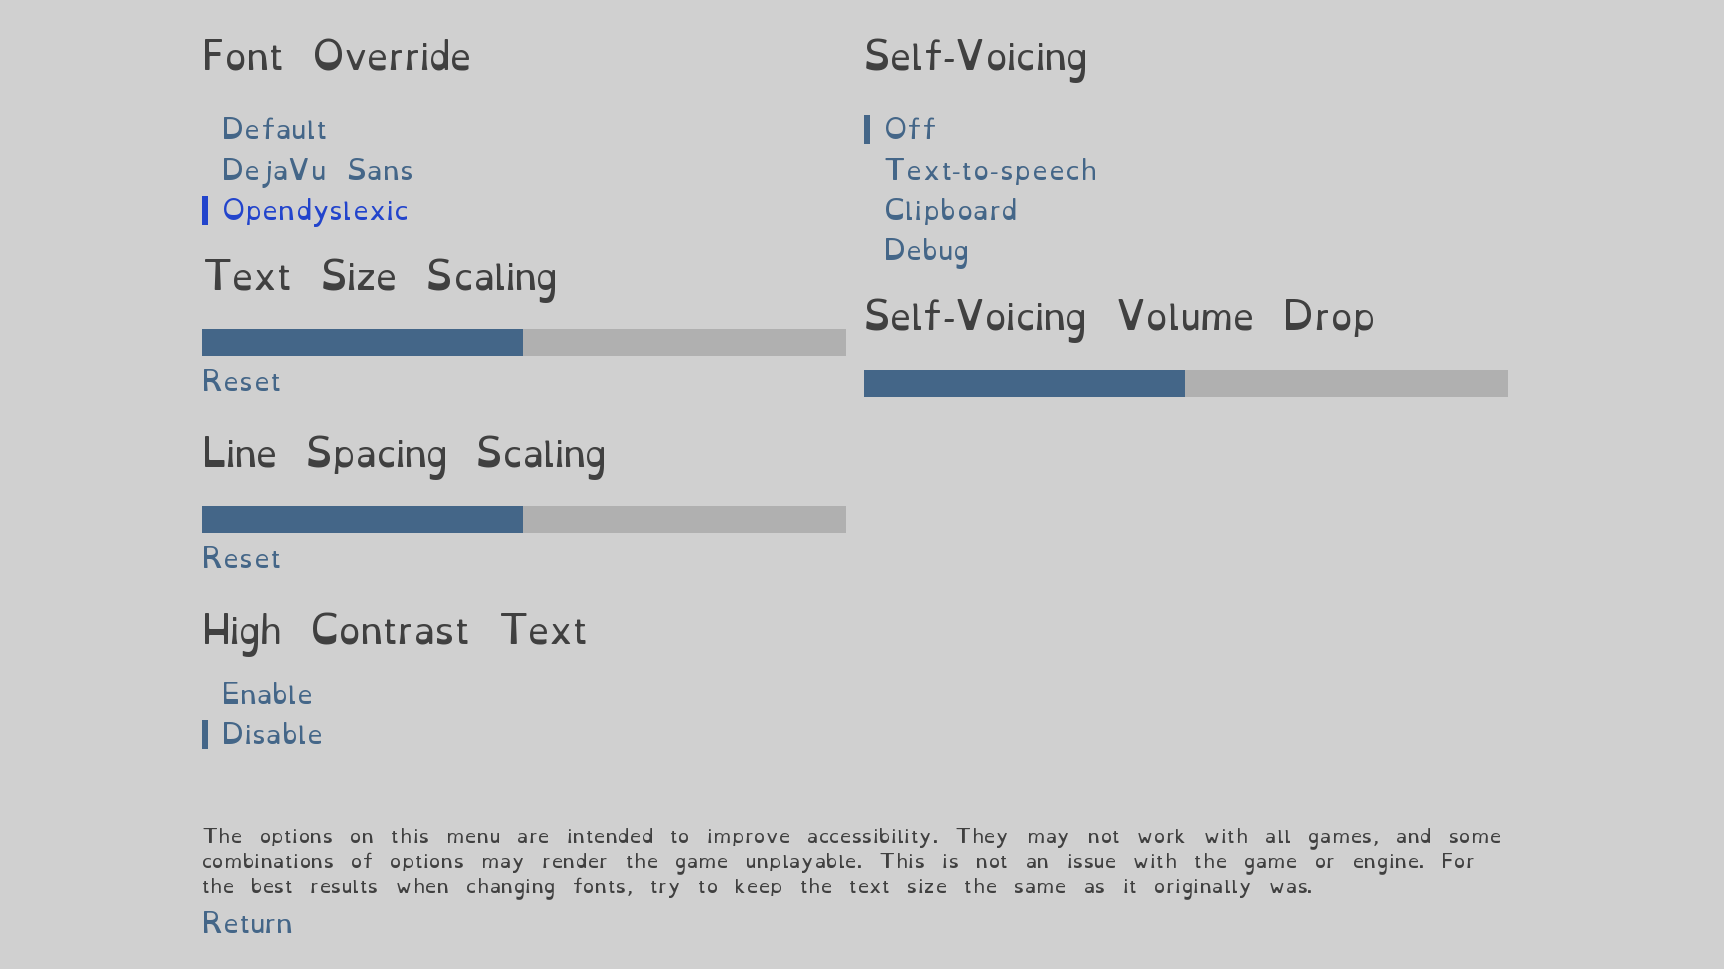 Font Override
Default
DejaVu Sans
Opendyslexic
Text Size Scaling
Reset
Line Spacing Scaling
Reset
High Contrast Text
Enable
Disable
Self-Voicing
Off
Text-to-speech
Clipboard
Debug
Self-Voicing Volume Drop
The options on this menu are intended to improve accessibility. They may not work with all games, and some
combinations of options may render the game unplayable. This is not an issue with the game or engine. For
the best results when changing fonts, try to keep the text size the same as it originally was.
Return